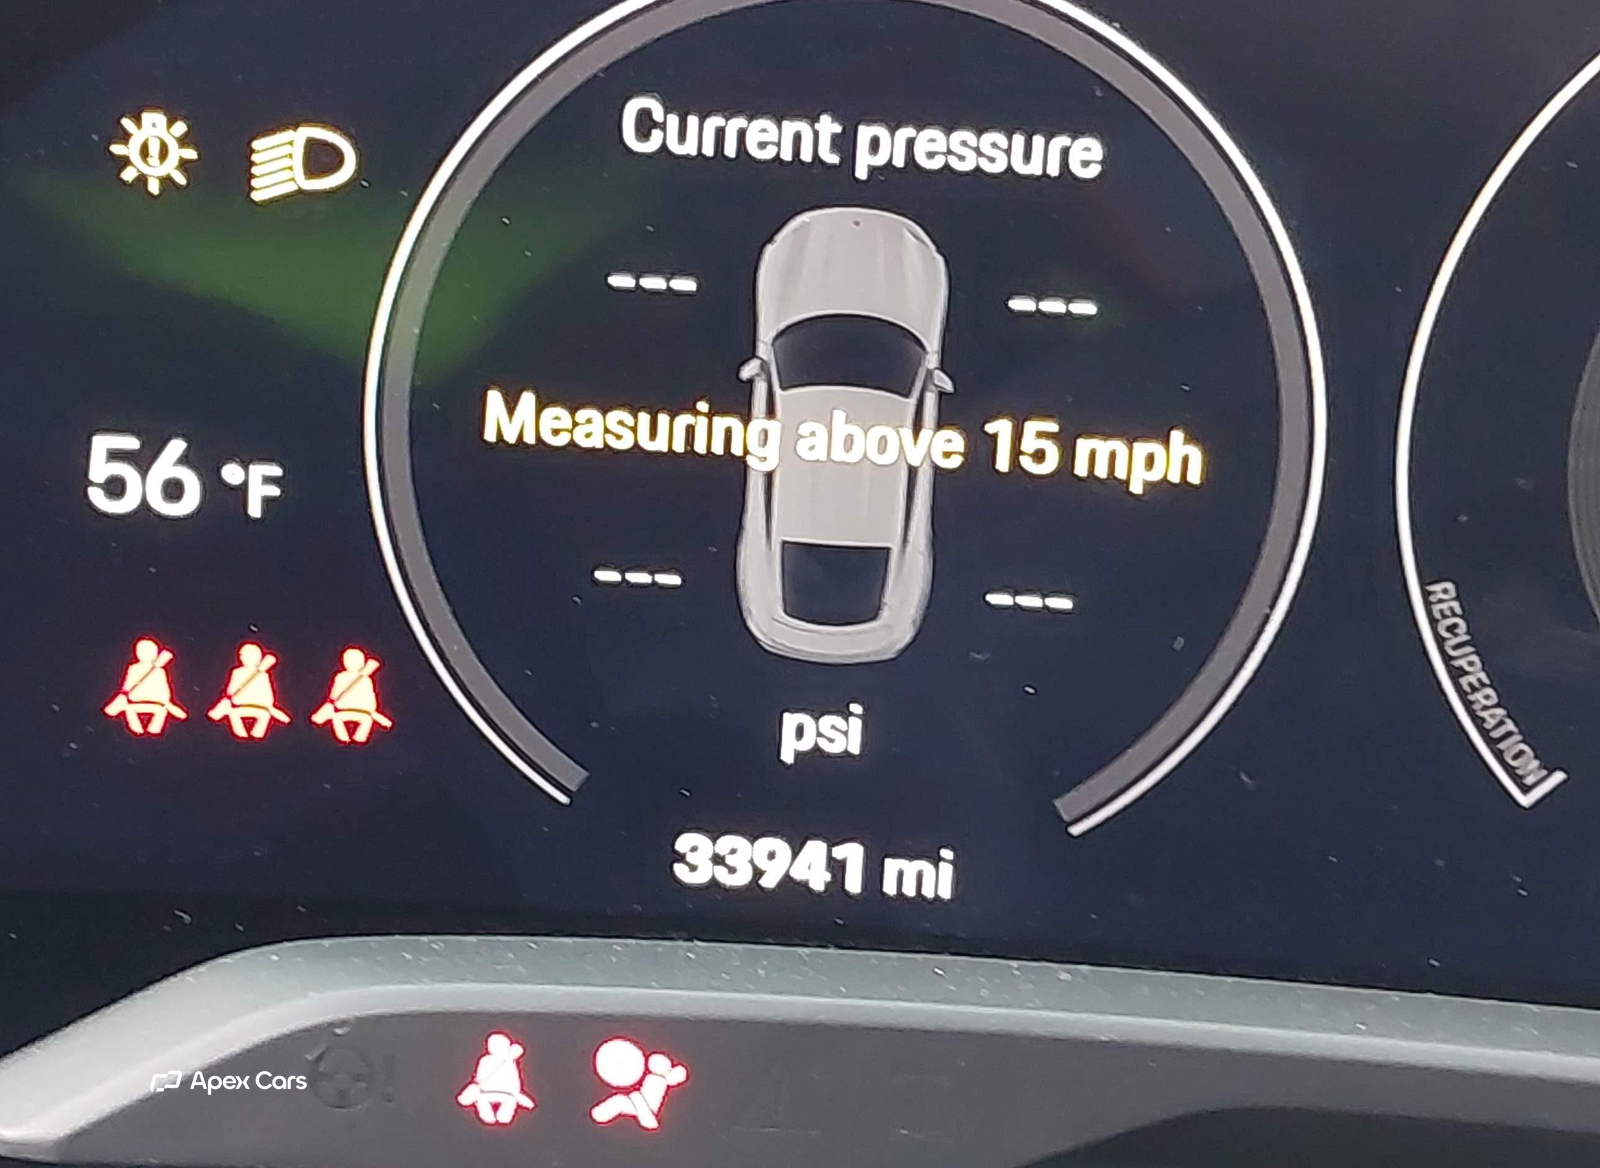 Current pressure
--- ---
Measuring above 15 mph
56 °F
--- ---
psi
RECUPERATION
33941 mi
Apex Cars